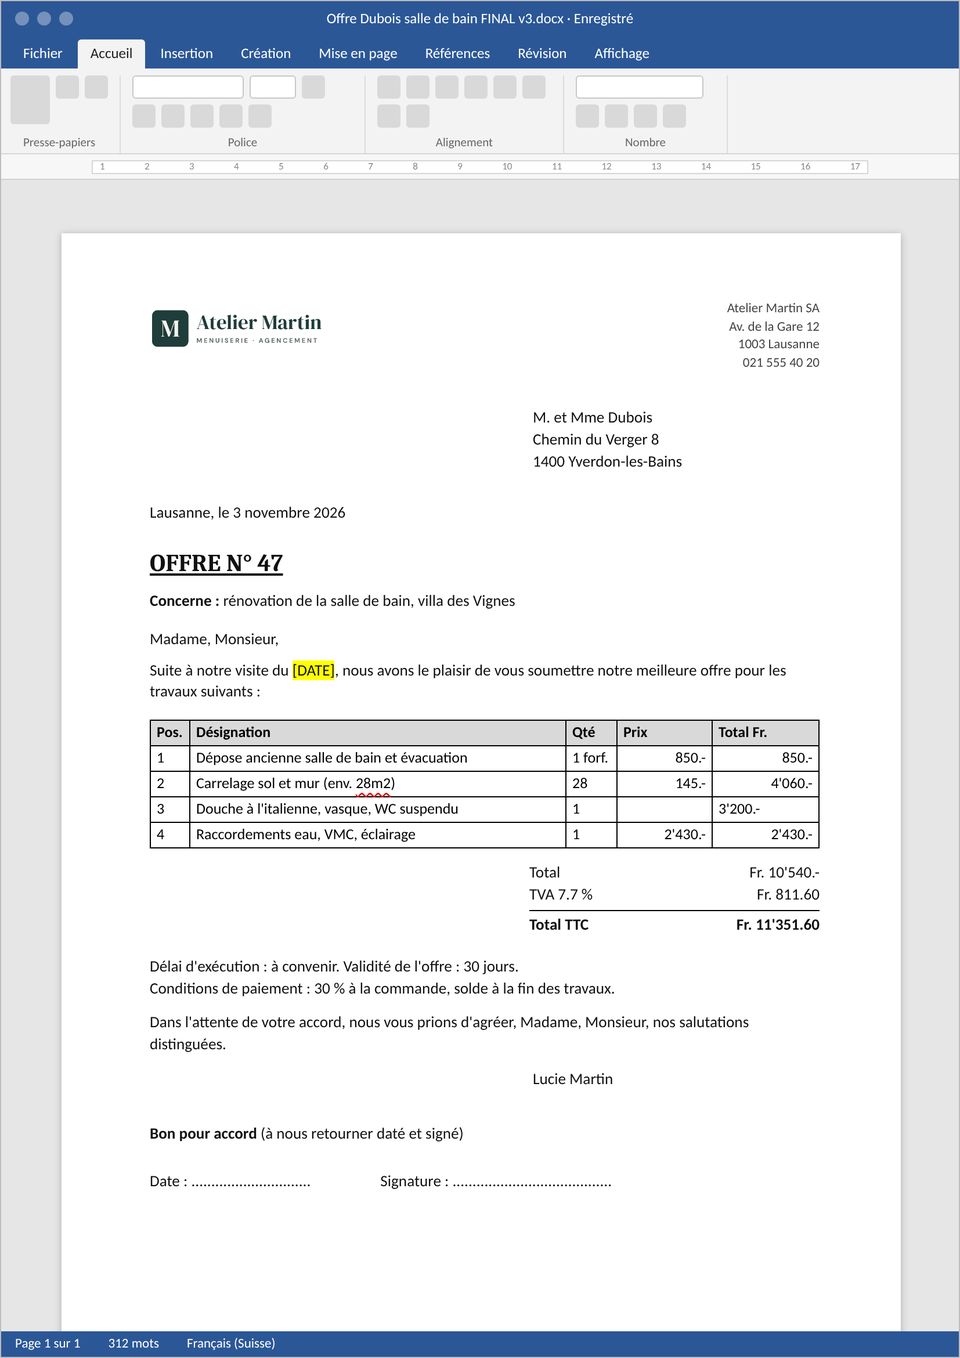 Offre Dubois salle de bain FINAL v3.docx · Enregistré
Fichier Accueil Insertion Création Mise en page Références Révision Affichage
Presse-papiers Police Alignement Nombre
1 2 3 4 5 6 7 8 9 10 11 12 13 14 15 16 17
M Atelier Martin
MENUISERIE · AGENCEMENT
Atelier Martin SA
Av. de la Gare 12
1003 Lausanne
021 555 40 20
M. et Mme Dubois
Chemin du Verger 8
1400 Yverdon-les-Bains
Lausanne, le 3 novembre 2026
OFFRE N° 47
Concerne : rénovation de la salle de bain, villa des Vignes
Madame, Monsieur,
Suite à notre visite du [DATE], nous avons le plaisir de vous soumettre notre meilleure offre pour les
travaux suivants :
Pos. Désignation Qté Prix Total Fr.
1 Dépose ancienne salle de bain et évacuation 1 forf. 850.- 850.-
2 Carrelage sol et mur (env. 28m2) 28 145.- 4'060.-
3 Douche à l'italienne, vasque, WC suspendu 1 3'200.-
4 Raccordements eau, VMC, éclairage 1 2'430.- 2'430.-
Total Fr. 10'540.-
TVA 7.7 % Fr. 811.60
Total TTC Fr. 11'351.60
Délai d'exécution : à convenir. Validité de l'offre : 30 jours.
Conditions de paiement : 30 % à la commande, solde à la fin des travaux.
Dans l'attente de votre accord, nous vous prions d'agréer, Madame, Monsieur, nos salutations
distinguées.
Lucie Martin
Bon pour accord (à nous retourner daté et signé)
Date : .............................. Signature : ........................................
Page 1 sur 1 312 mots Français (Suisse)